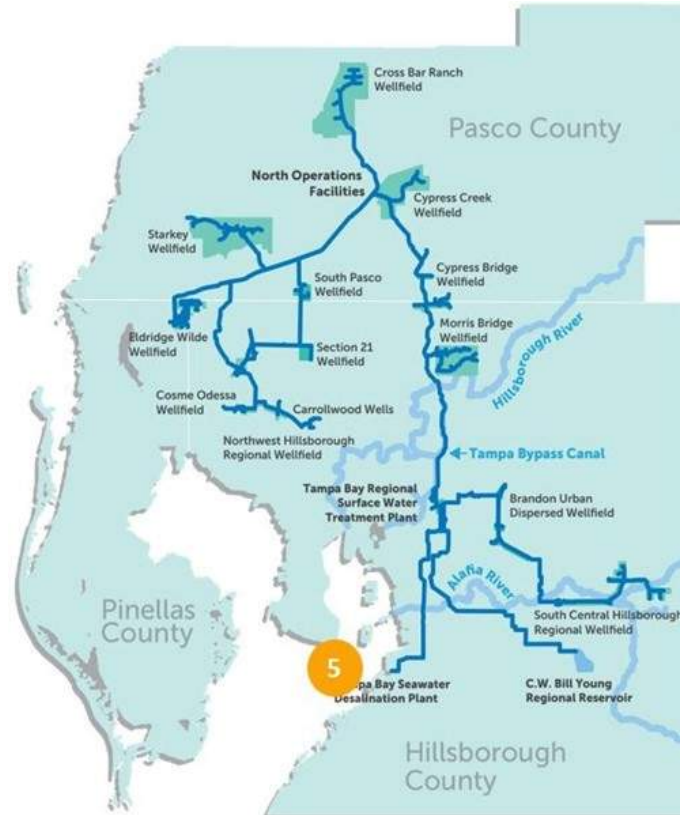 Cross Bar Ranch
Wellfield
Pasco County
North Operations
Facilities
Cypress Creek
Wellfield
Starkey
Wellfield
South Pasco
Wellfield
Cypress Bridge
Wellfield
Eldridge Wilde
Wellfield
Section 21
Wellfield
Morris Bridge
Wellfield
Hillsborough River
Cosme Odessa
Wellfield
Carrollwood Wells
Northwest Hillsborough
Regional Wellfield
Tampa Bypass Canal
Tampa Bay Regional
Surface Water
Treatment Plant
Brandon Urban
Dispersed Wellfield
Alafia River
South Central Hillsborough
Regional Wellfield
Pinellas
County
5
pa Bay Seawater
Desalination Plant
C.W. Bill Young
Regional Reservoir
Hillsborough
County